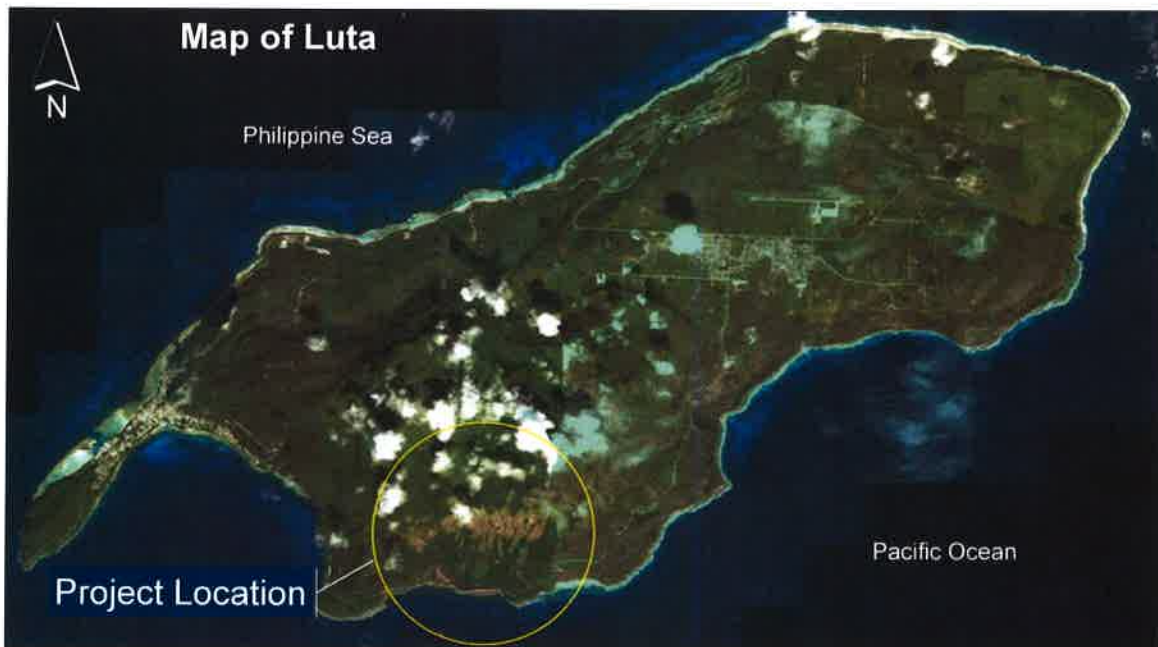 Map of Luta
N
Philippine Sea
Pacific Ocean
Project Location